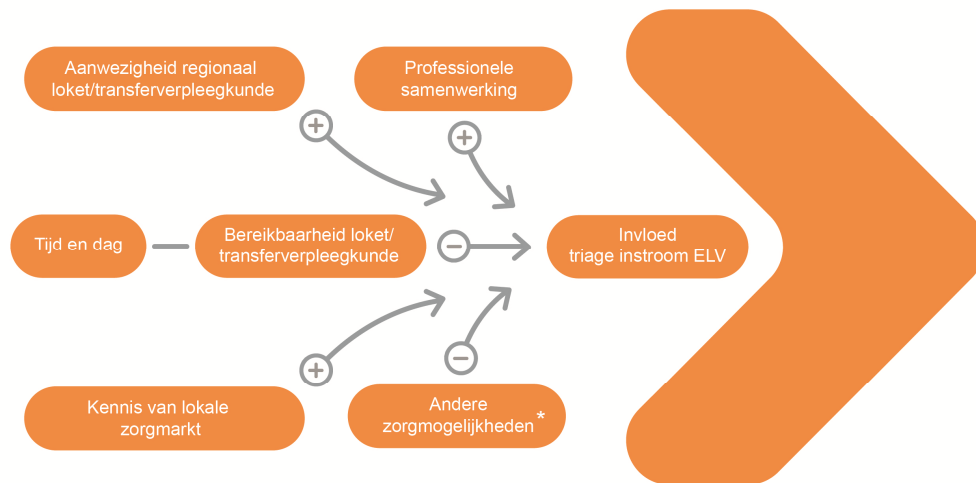 Aanwezigheid regionaal
loket/transferverpleegkunde
Professionele
samenwerking
+
+
Tijd en dag
Bereikbaarheid loket/
transferverpleegkunde
−
Invloed
triage instroom ELV
+
−
Kennis van lokale
zorgmarkt
Andere
zorgmogelijkheden*